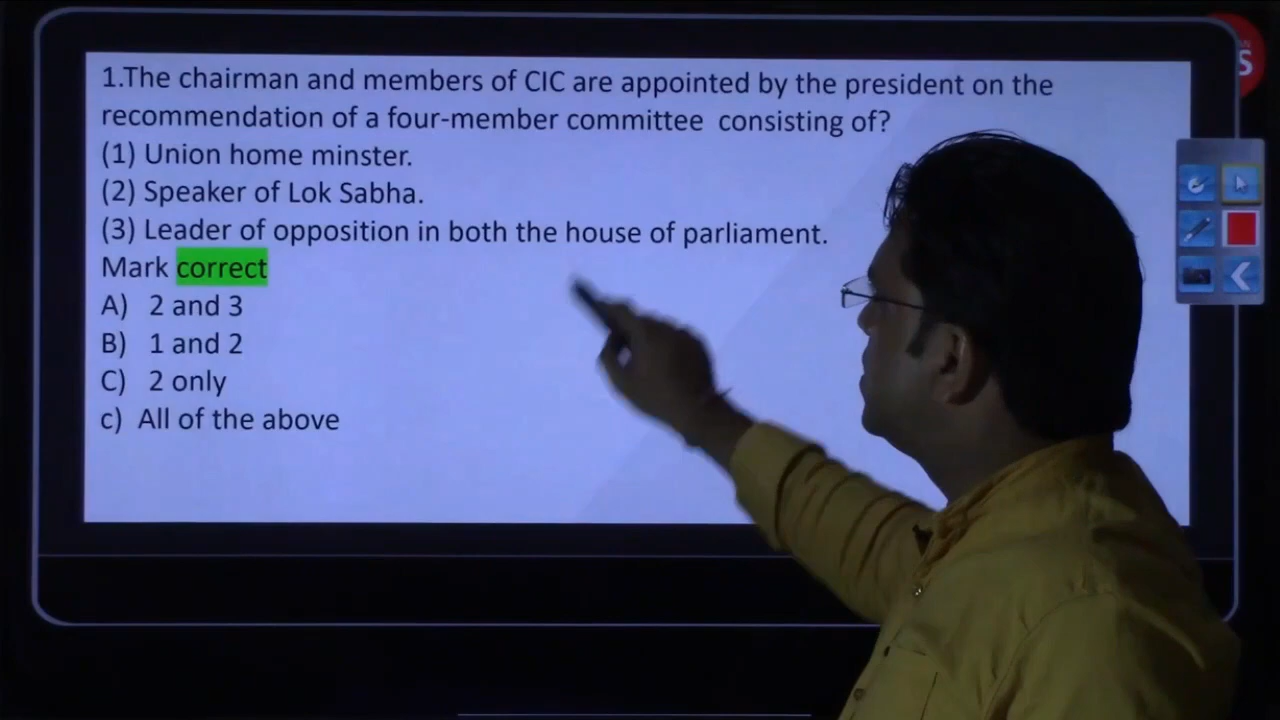 1.The chairman and members of CIC are appointed by the president on the
recommendation of a four-member committee consisting of?
(1) Union home minster.
(2) Speaker of Lok Sabha.
(3) Leader of opposition in both the house of parliament.
Mark correct
A) 2 and 3
B) 1 and 2
C) 2 only
c) All of the above